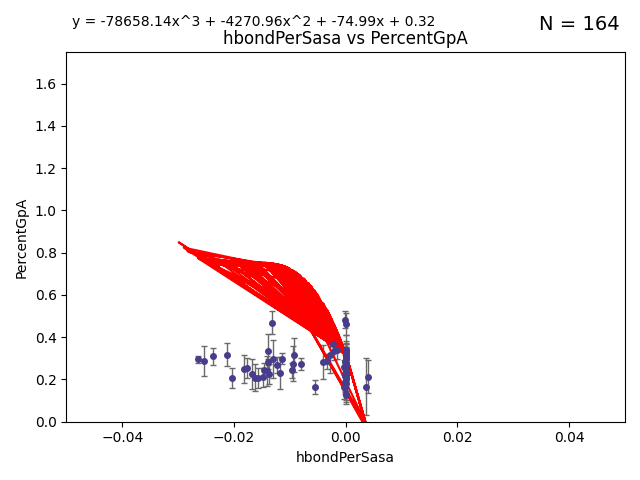 y = -78658.14x^3 + -4270.96x^2 + -74.99x + 0.32
N = 164
hbondPerSasa vs PercentGpA
1.6
1.4
1.2
1.0
0.8
0.6
0.4
0.2
0.0
PercentGpA
−0.04 −0.02 0.00 0.02 0.04
hbondPerSasa